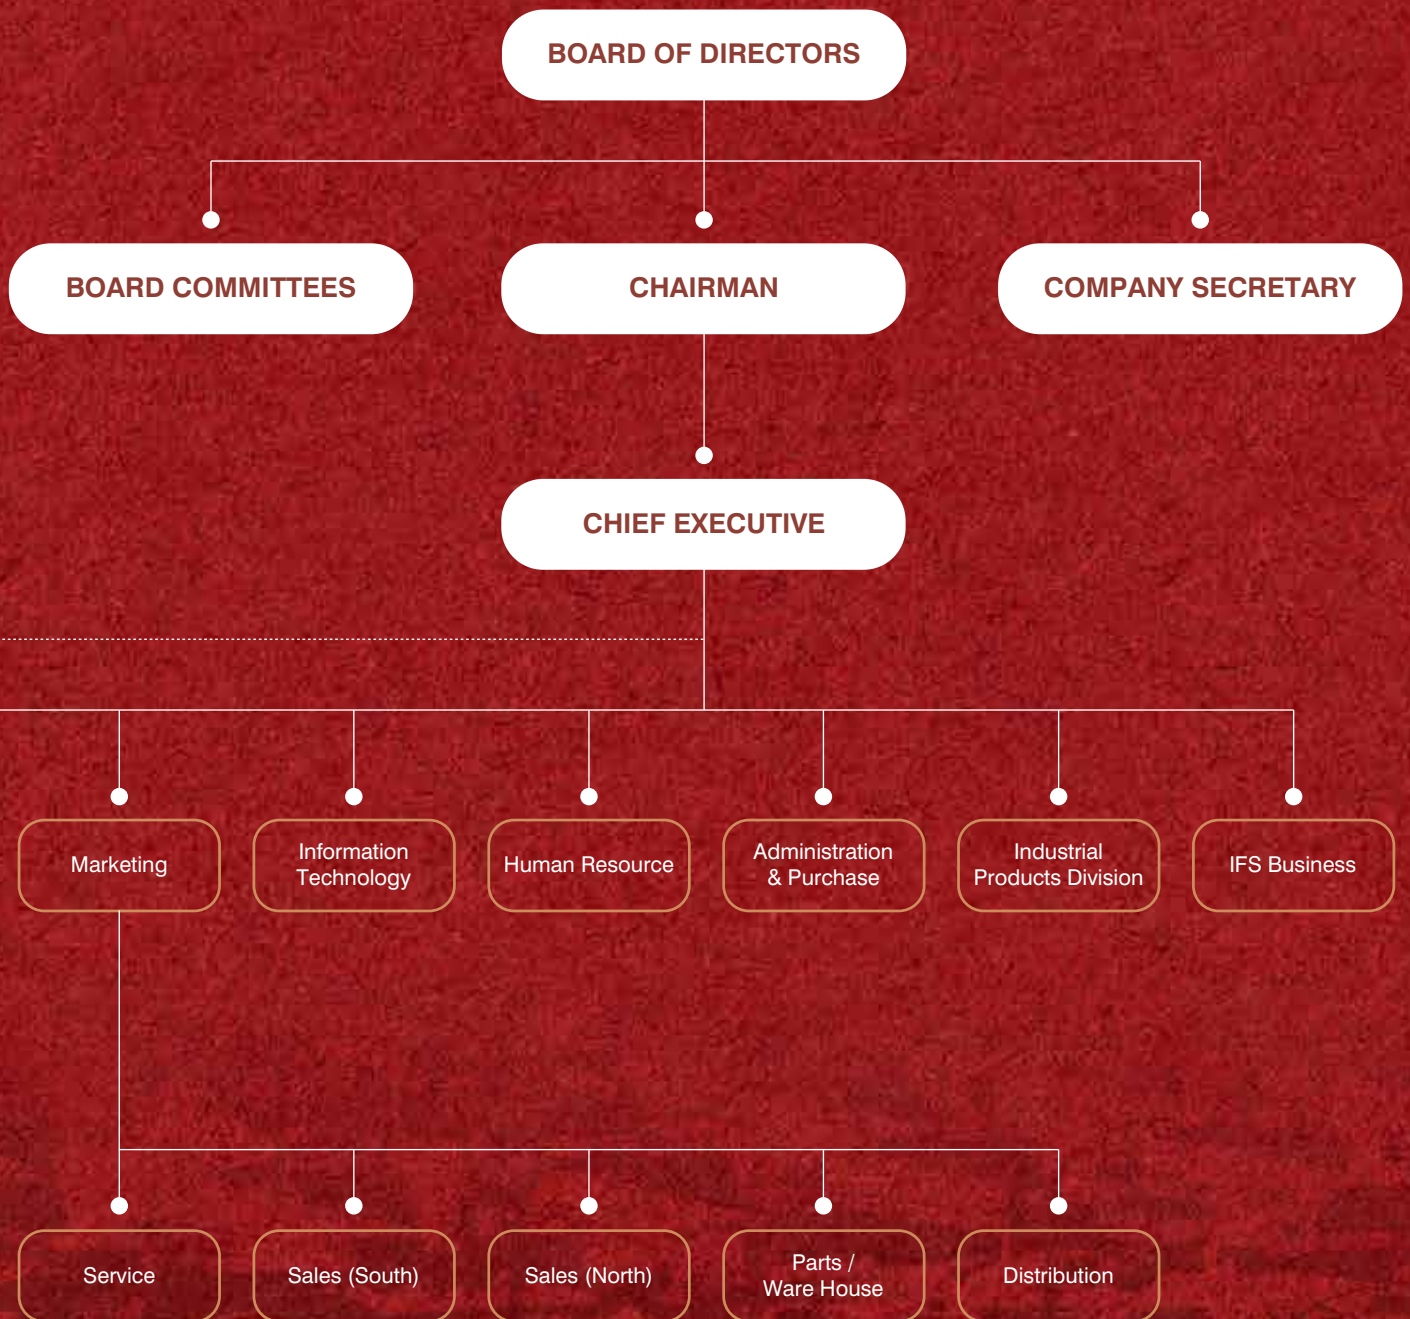 BOARD OF DIRECTORS
BOARD COMMITTEES
CHAIRMAN
COMPANY SECRETARY
CHIEF EXECUTIVE
Marketing
Information
Technology
Human Resource
Administration
& Purchase
Industrial
Products Division
IFS Business
Service
Sales (South)
Sales (North)
Parts /
Ware House
Distribution